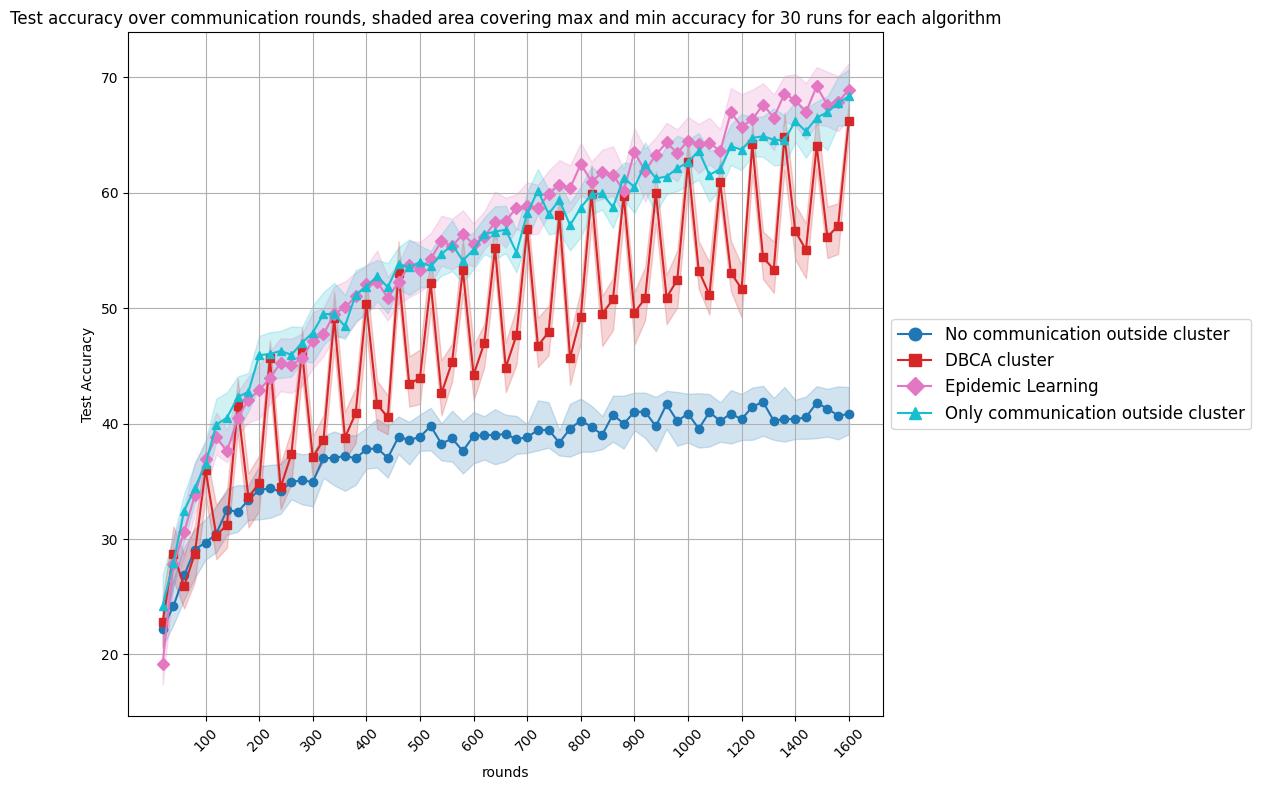 Test accuracy over communication rounds, shaded area covering max and min accuracy for 30 runs for each algorithm
70
60
50
40
30
20
Test Accuracy
100
200
300
400
500
600
700
800
900
1000
1200
1400
1600
rounds
No communication outside cluster
DBCA cluster
Epidemic Learning
Only communication outside cluster